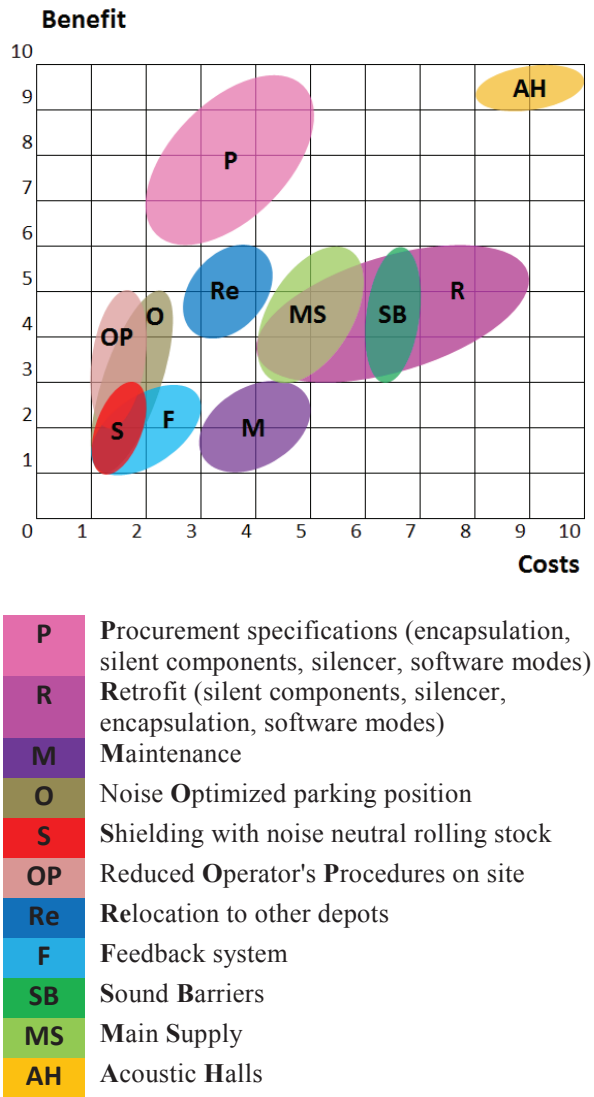 Benefit
10
9
8
7
6
5
4
3
2
1
0 1 2 3 4 5 6 7 8 9 10
Costs
AH
P
Re
MS
SB
R
O
OP
S
F
M
P Procurement specifications (encapsulation,
silent components, silencer, software modes)
R Retrofit (silent components, silencer,
encapsulation, software modes)
M Maintenance
O Noise Optimized parking position
S Shielding with noise neutral rolling stock
OP Reduced Operator's Procedures on site
Re Relocation to other depots
F Feedback system
SB Sound Barriers
MS Main Supply
AH Acoustic Halls